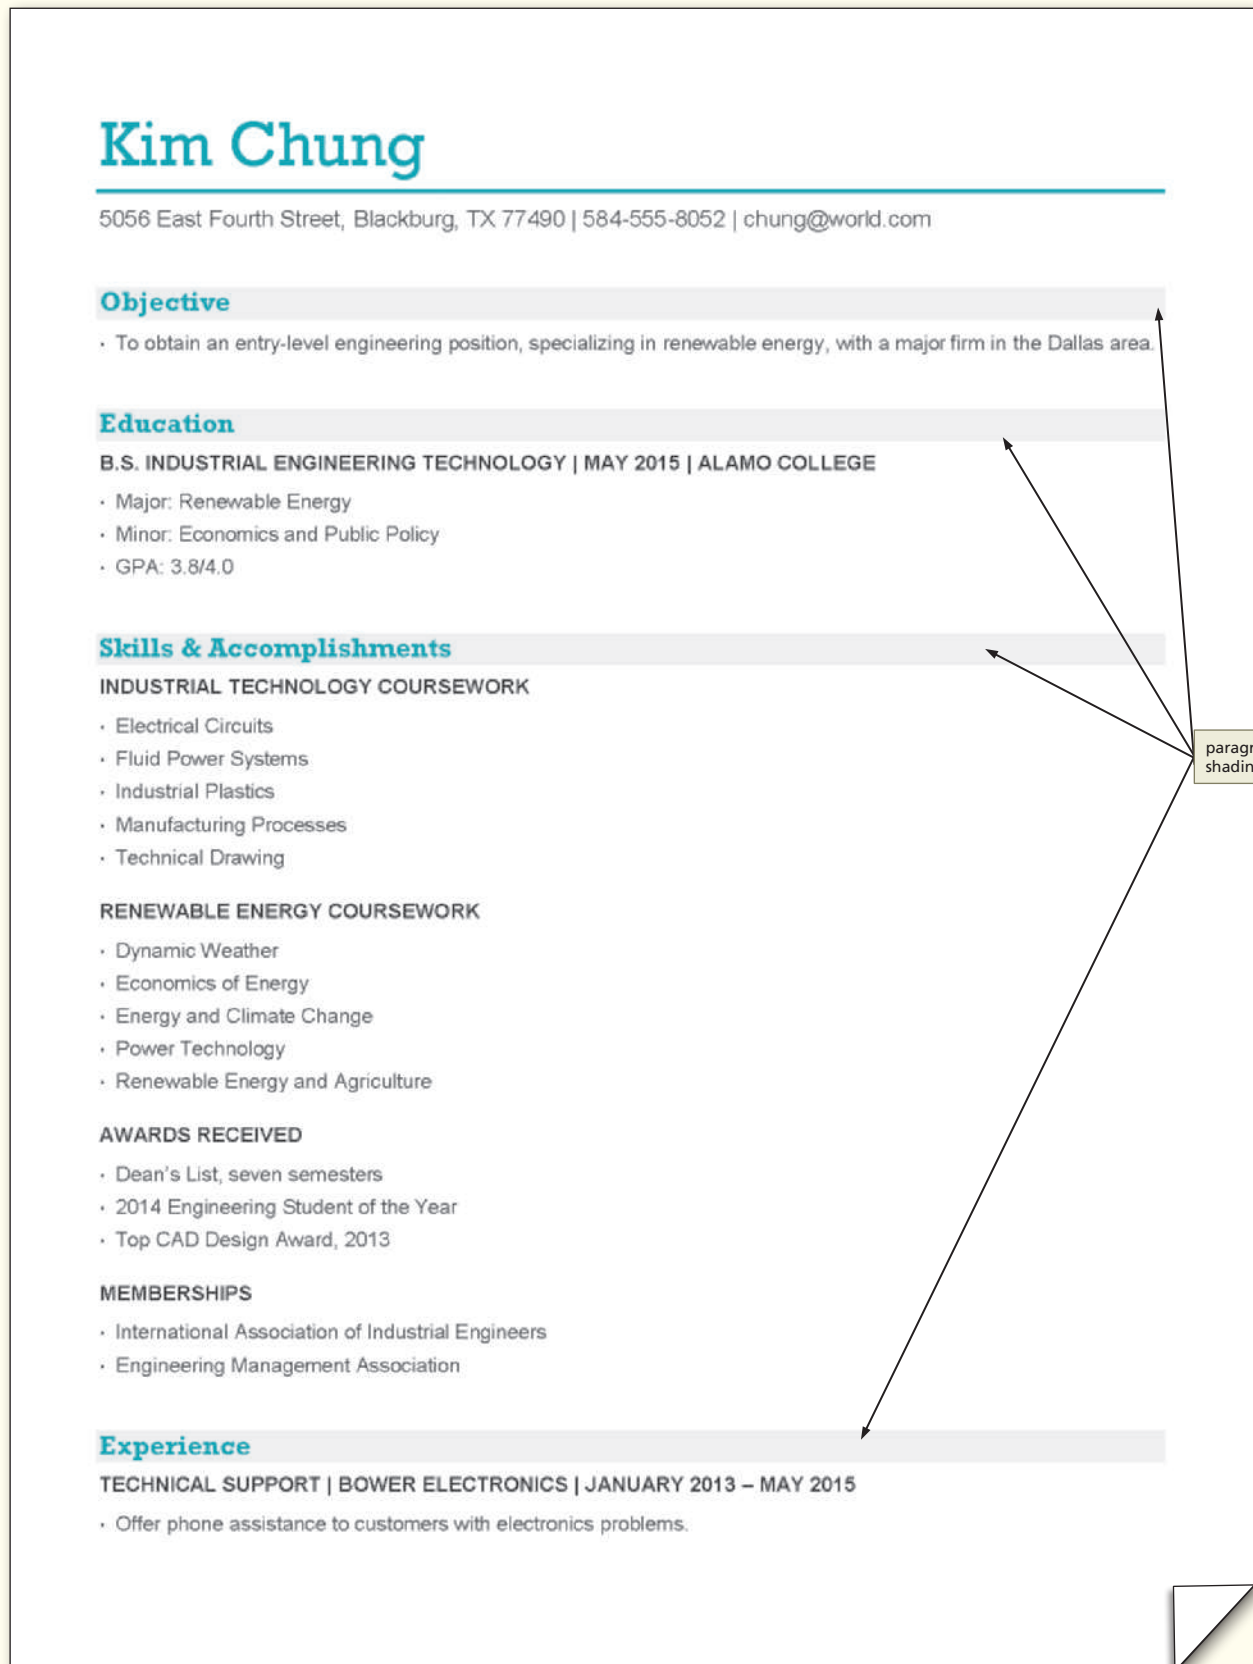 Kim Chung
5056 East Fourth Street, Blackburg, TX 77490 | 584-555-8052 | chung@world.com
Objective
· To obtain an entry-level engineering position, specializing in renewable energy, with a major firm in the Dallas area.
Education
B.S. INDUSTRIAL ENGINEERING TECHNOLOGY | MAY 2015 | ALAMO COLLEGE
· Major: Renewable Energy
· Minor: Economics and Public Policy
· GPA: 3.8/4.0
Skills & Accomplishments
INDUSTRIAL TECHNOLOGY COURSEWORK
· Electrical Circuits
· Fluid Power Systems
· Industrial Plastics
· Manufacturing Processes
· Technical Drawing
RENEWABLE ENERGY COURSEWORK
· Dynamic Weather
· Economics of Energy
· Energy and Climate Change
· Power Technology
· Renewable Energy and Agriculture
AWARDS RECEIVED
· Dean's List, seven semesters
· 2014 Engineering Student of the Year
· Top CAD Design Award, 2013
MEMBERSHIPS
· International Association of Industrial Engineers
· Engineering Management Association
Experience
TECHNICAL SUPPORT | BOWER ELECTRONICS | JANUARY 2013 – MAY 2015
· Offer phone assistance to customers with electronics problems.
paragr
shadin